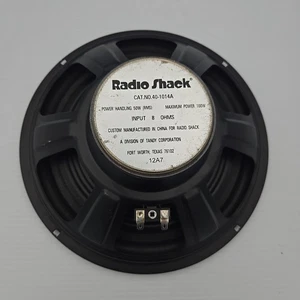 Radio Shack
CAT.NO.40-1014A
POWER HANDLING 50W (RMS) MAXIMUM POWER 100W
INPUT 8 OHMS
CUSTOM MANUFACTURED IN CHINA FOR RADIO SHACK
A DIVISION OF TANDY CORPORATION
FORT WORTH, TEXAS 76102
12A7